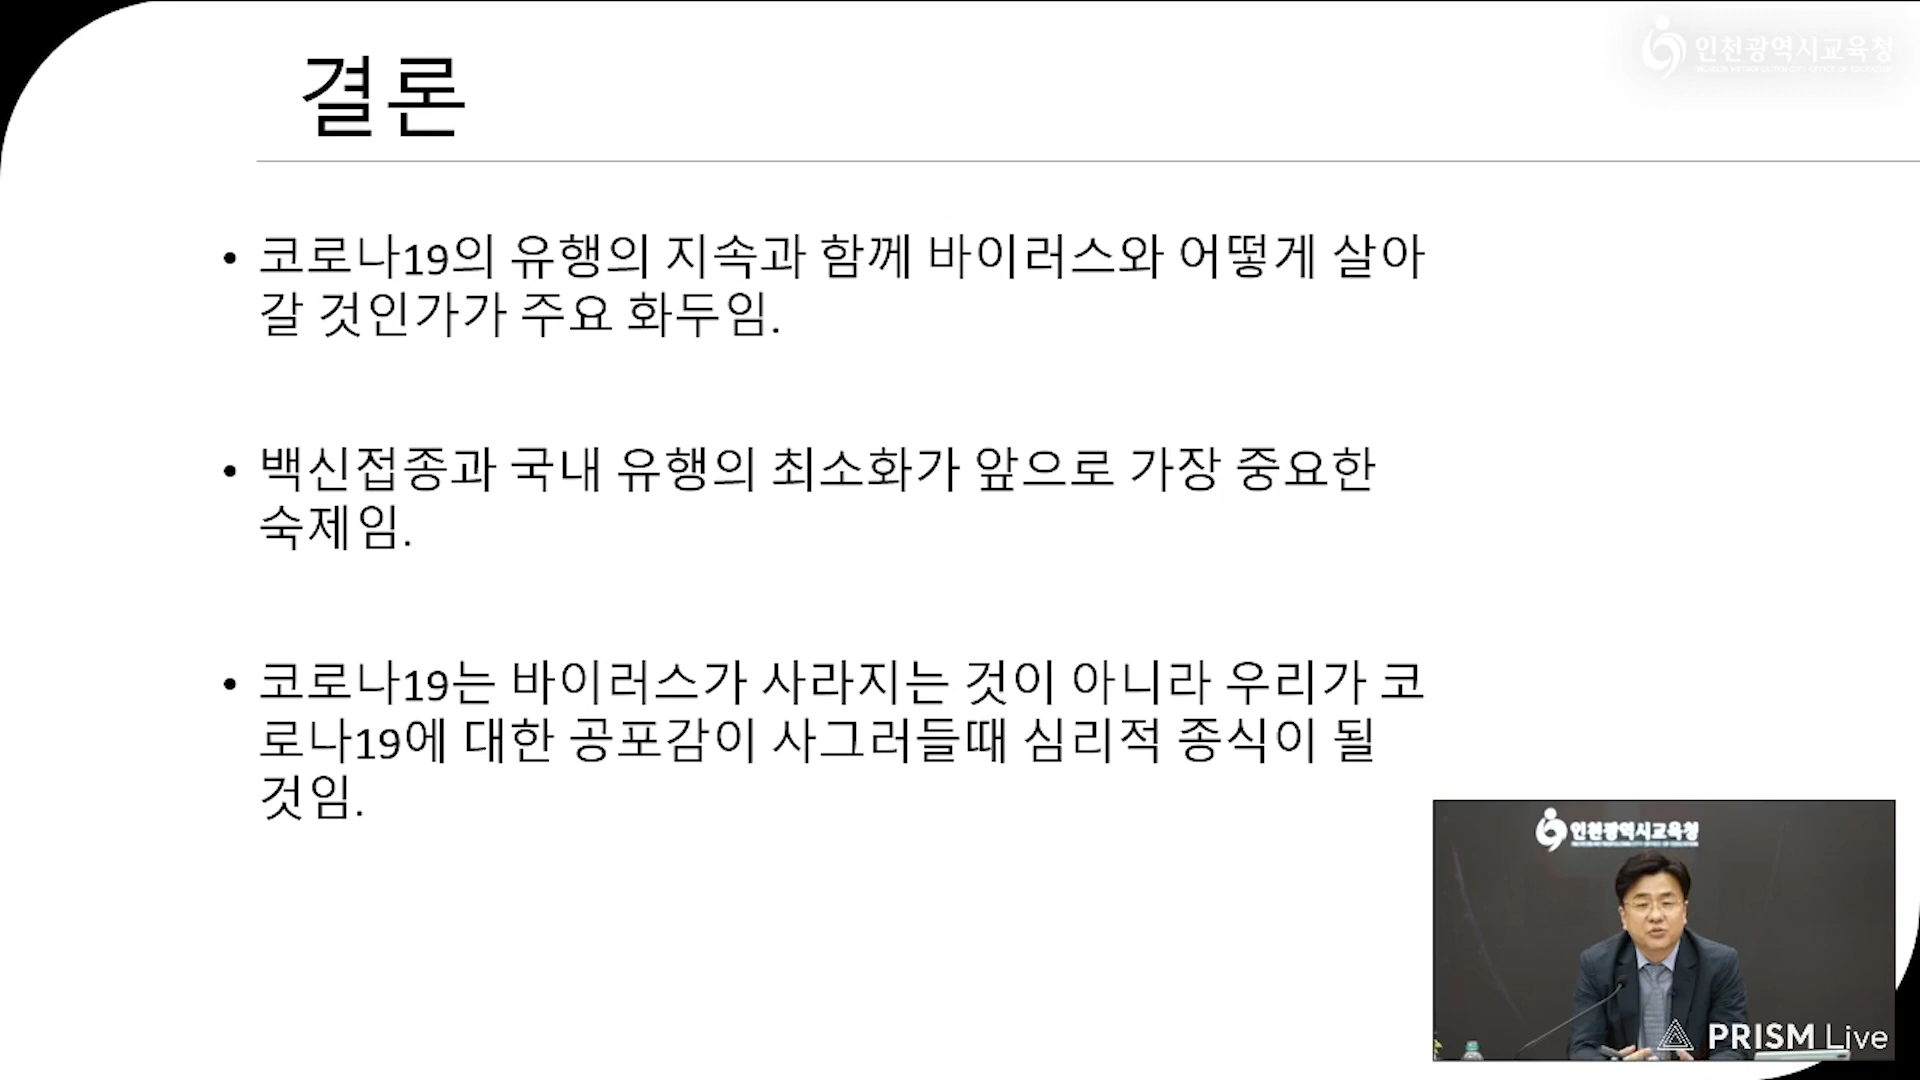 인천광역시교육청
결론
• 코로나19의 유행의 지속과 함께 바이러스와 어떻게 살아
갈 것인가가 주요 화두임.
• 백신접종과 국내 유행의 최소화가 앞으로 가장 중요한
숙제임.
• 코로나19는 바이러스가 사라지는 것이 아니라 우리가 코
로나19에 대한 공포감이 사그러들때 심리적 종식이 될
것임.
인천광역시교육청
PRISM Live